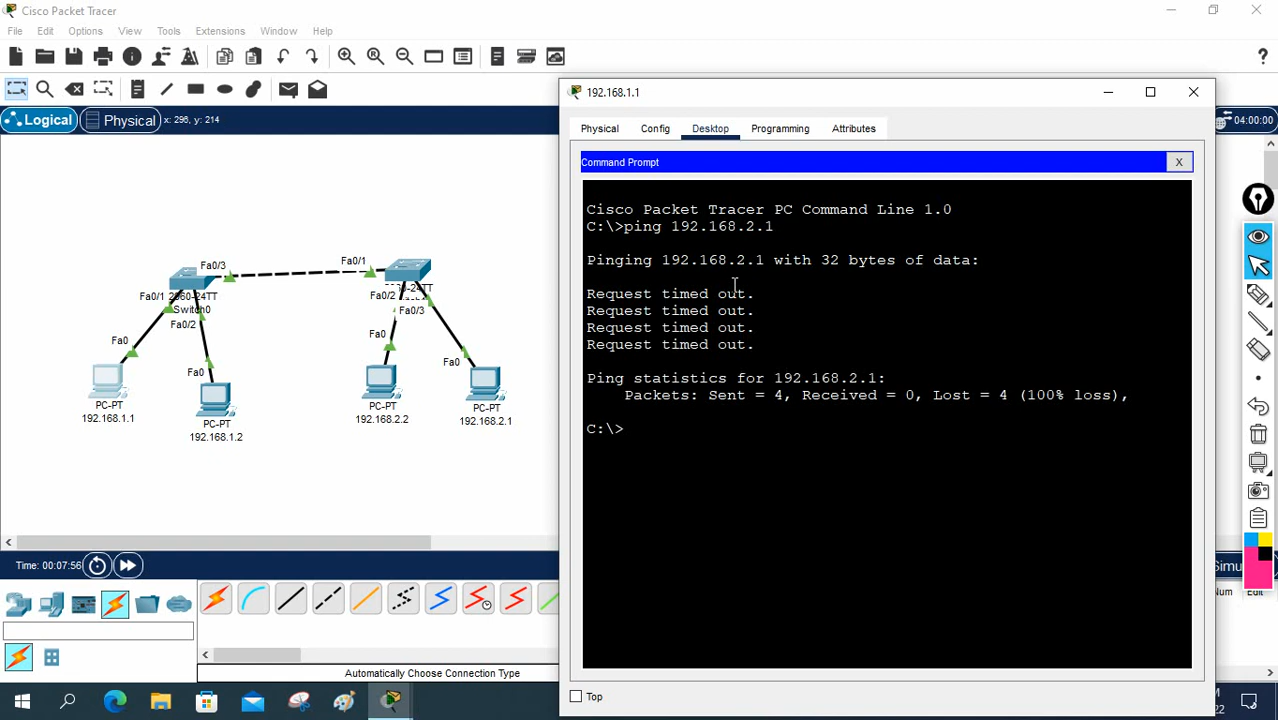 Cisco Packet Tracer
File Edit Options View Tools Extensions Window Help
Logical Physical x: 296, y: 214
04:00:00
192.168.1.1
Physical Config Desktop Programming Attributes
Command Prompt X
Cisco Packet Tracer PC Command Line 1.0
C:\>ping 192.168.2.1
Pinging 192.168.2.1 with 32 bytes of data:
Request timed out.
Request timed out.
Request timed out.
Request timed out.
Ping statistics for 192.168.2.1:
Packets: Sent = 4, Received = 0, Lost = 4 (100% loss),
C:\>
Top
Fa0/3 Fa0/1
Fa0/1 2960-24TT
Switch0
Fa0/2
Fa0/2
Fa0/3
Fa0 Fa0 Fa0 Fa0
PC-PT
192.168.1.1
PC-PT
192.168.1.2
PC-PT
192.168.2.2
PC-PT
192.168.2.1
Time: 00:07:56
Automatically Choose Connection Type